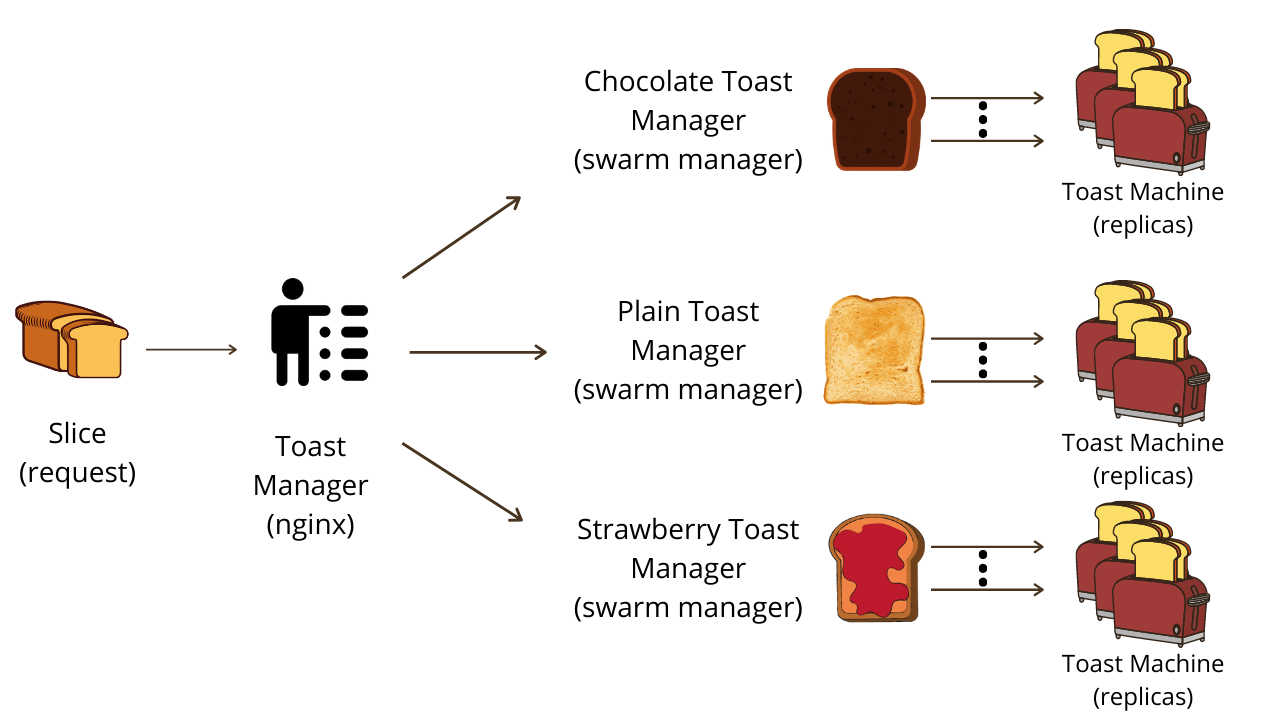 Slice
(request)
Toast
Manager
(nginx)
Chocolate Toast
Manager
(swarm manager)
Toast Machine
(replicas)
Plain Toast
Manager
(swarm manager)
Toast Machine
(replicas)
Strawberry Toast
Manager
(swarm manager)
Toast Machine
(replicas)